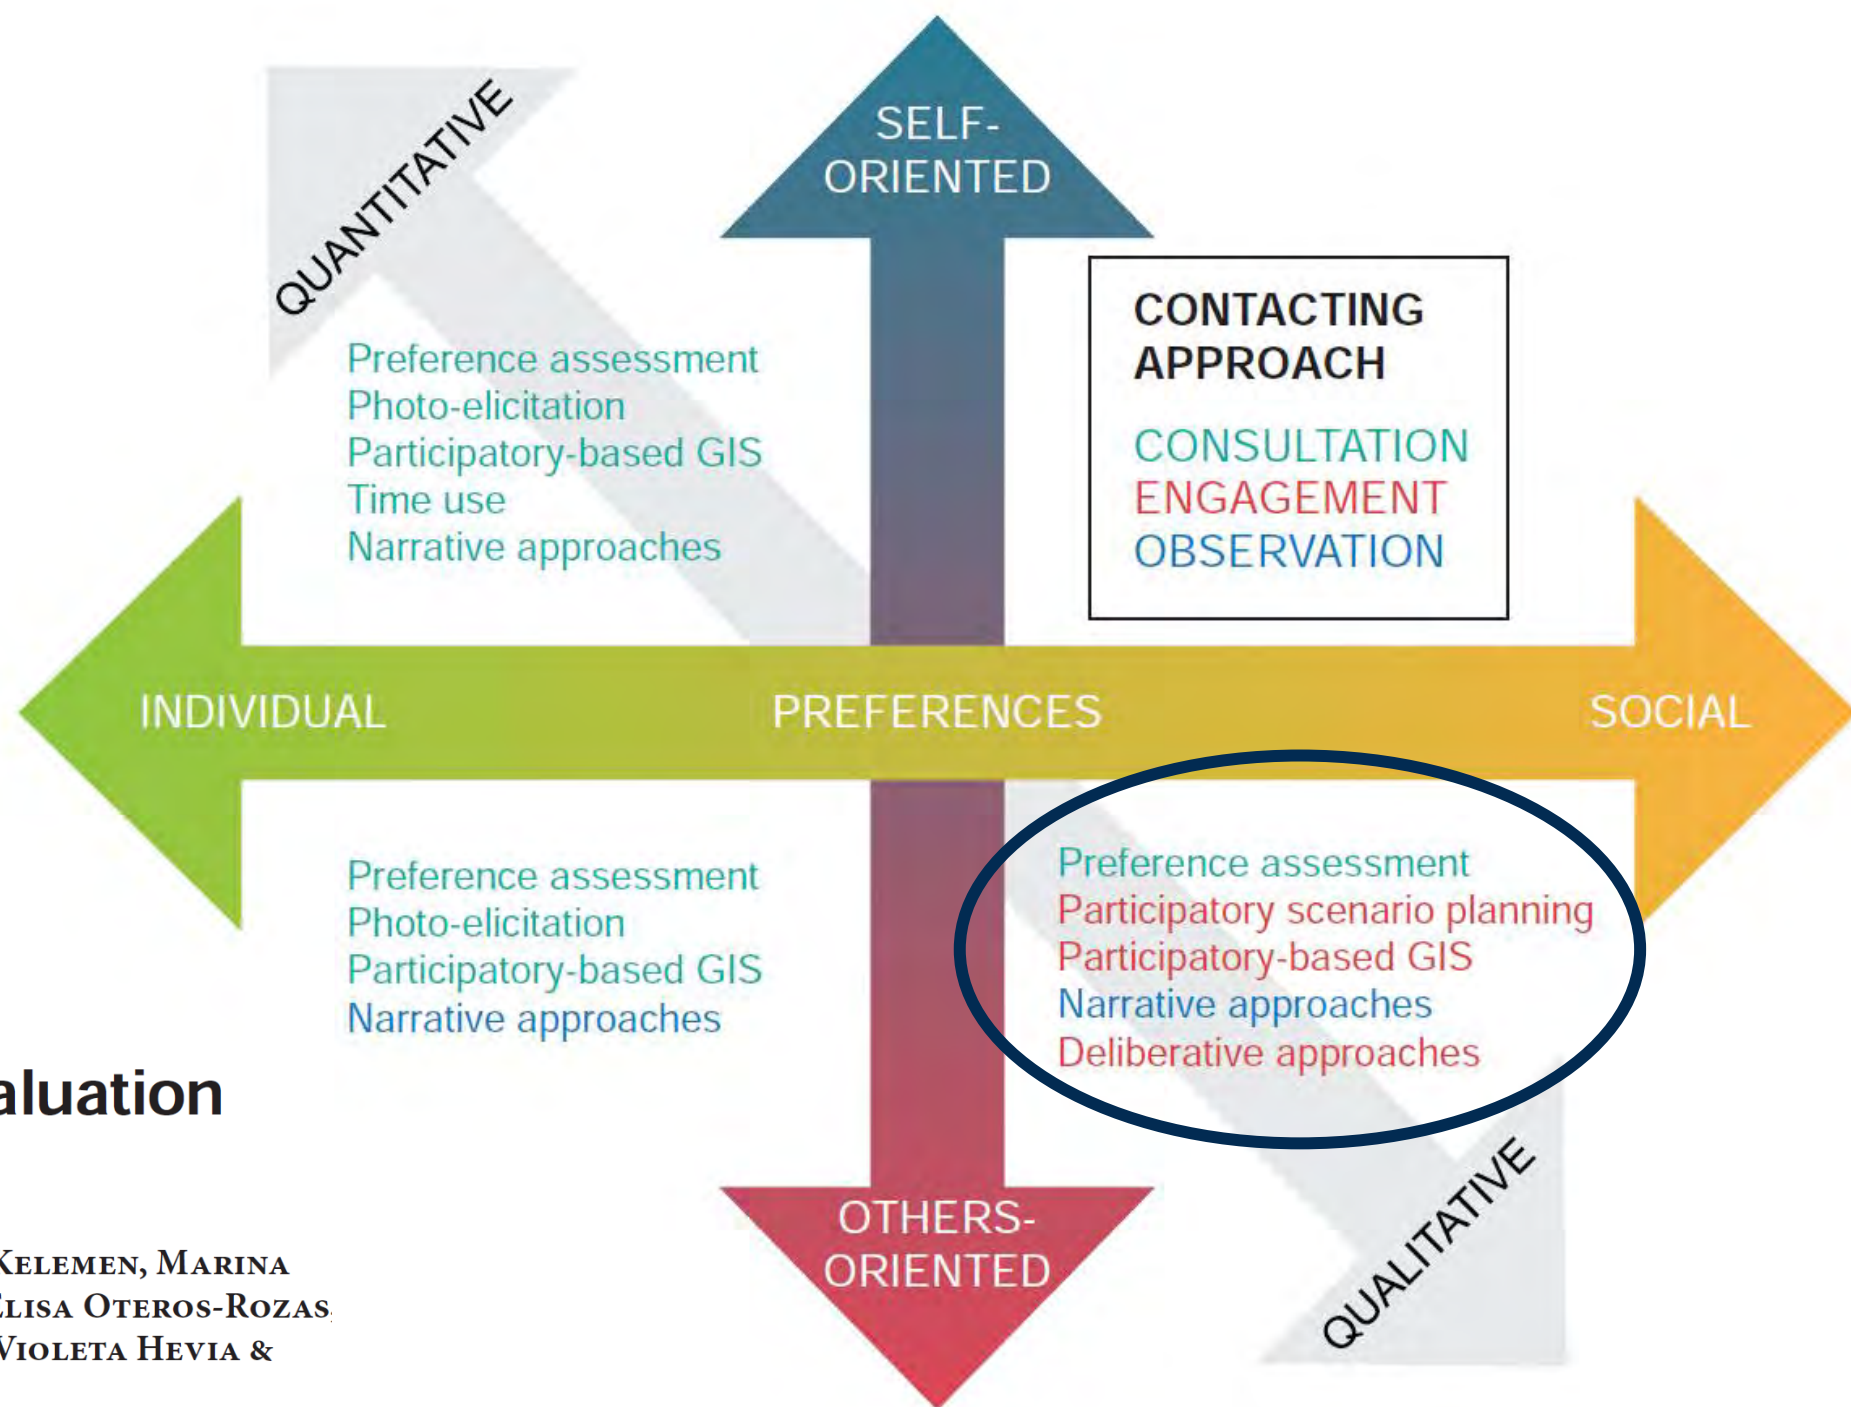 QUANTITATIVE
SELF-
ORIENTED
CONTACTING
APPROACH
CONSULTATION
ENGAGEMENT
OBSERVATION
Preference assessment
Photo-elicitation
Participatory-based GIS
Time use
Narrative approaches
INDIVIDUAL
PREFERENCES
SOCIAL
Preference assessment
Photo-elicitation
Participatory-based GIS
Narrative approaches
Preference assessment
Participatory scenario planning
Participatory-based GIS
Narrative approaches
Deliberative approaches
OTHERS-
ORIENTED
QUALITATIVE
aluation
KELEMEN, MARINA
ELISA OTEROS-ROZAS,
VIOLETA HEVIA &